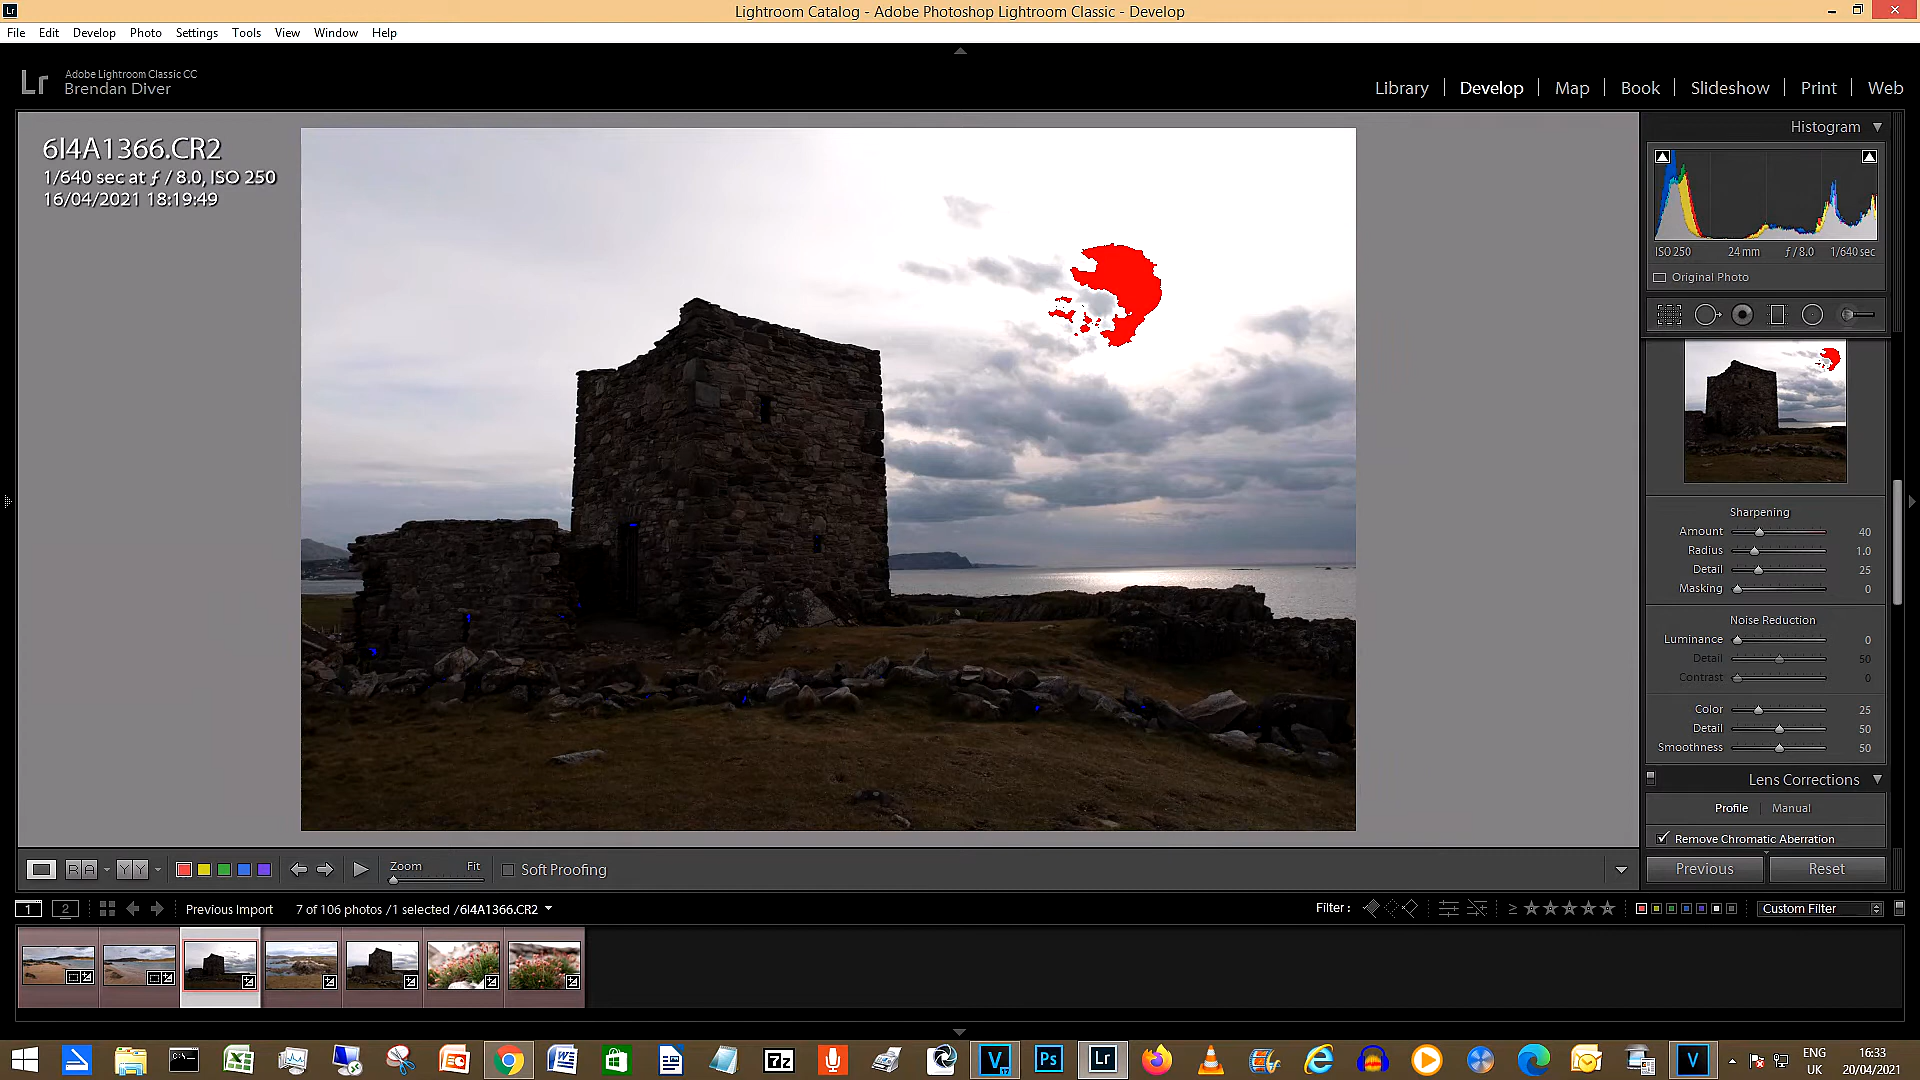 Lightroom Catalog - Adobe Photoshop Lightroom Classic - Develop
File Edit Develop Photo Settings Tools View Window Help
Lr Adobe Lightroom Classic CC
Brendan Diver
Library Develop Map Book Slideshow Print Web
6I4A1366.CR2
1/640 sec at ƒ / 8.0, ISO 250
16/04/2021 18:19:49
Histogram
ISO 250 24 mm ƒ / 8.0 1/640 sec
Original Photo
Sharpening
Amount 40
Radius 1.0
Detail 25
Masking 0
Noise Reduction
Luminance 0
Detail 50
Contrast 0
Color 25
Detail 50
Smoothness 50
Lens Corrections
Profile Manual
Remove Chromatic Aberration
Previous Reset
R A Y Y Zoom Fit Soft Proofing
1 2 Previous Import 7 of 106 photos /1 selected /6I4A1366.CR2 Filter : ≥ Custom Filter
C:\ 7z V 17 Ps Lr V
ENG 16:33
UK 20/04/2021